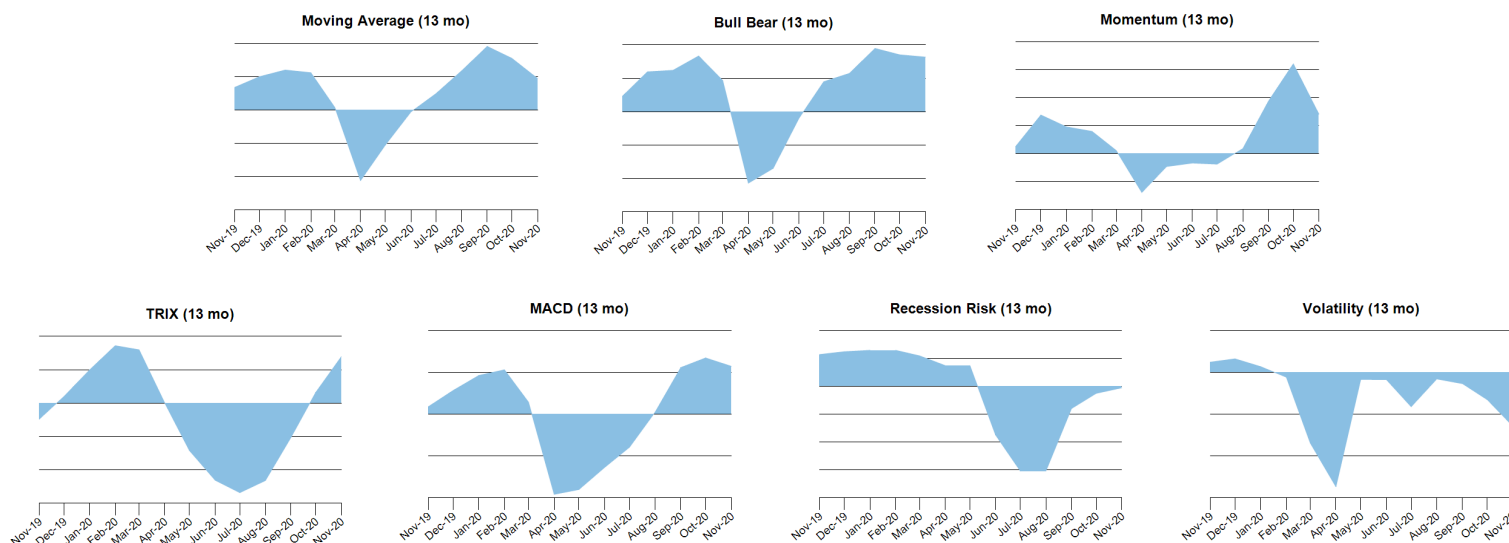 Moving Average (13 mo)
Nov-19 Dec-19 Jan-20 Feb-20 Mar-20 Apr-20 May-20 Jun-20 Jul-20 Aug-20 Sep-20 Oct-20 Nov-20
Bull Bear (13 mo)
Nov-19 Dec-19 Jan-20 Feb-20 Mar-20 Apr-20 May-20 Jun-20 Jul-20 Aug-20 Sep-20 Oct-20 Nov-20
Momentum (13 mo)
Nov-19 Dec-19 Jan-20 Feb-20 Mar-20 Apr-20 May-20 Jun-20 Jul-20 Aug-20 Sep-20 Oct-20 Nov-20
TRIX (13 mo)
Nov-19 Dec-19 Jan-20 Feb-20 Mar-20 Apr-20 May-20 Jun-20 Jul-20 Aug-20 Sep-20 Oct-20 Nov-20
MACD (13 mo)
Nov-19 Dec-19 Jan-20 Feb-20 Mar-20 Apr-20 May-20 Jun-20 Jul-20 Aug-20 Sep-20 Oct-20 Nov-20
Recession Risk (13 mo)
Nov-19 Dec-19 Jan-20 Feb-20 Mar-20 Apr-20 May-20 Jun-20 Jul-20 Aug-20 Sep-20 Oct-20 Nov-20
Volatility (13 mo)
Nov-19 Dec-19 Jan-20 Feb-20 Mar-20 Apr-20 May-20 Jun-20 Jul-20 Aug-20 Sep-20 Oct-20 Nov-20